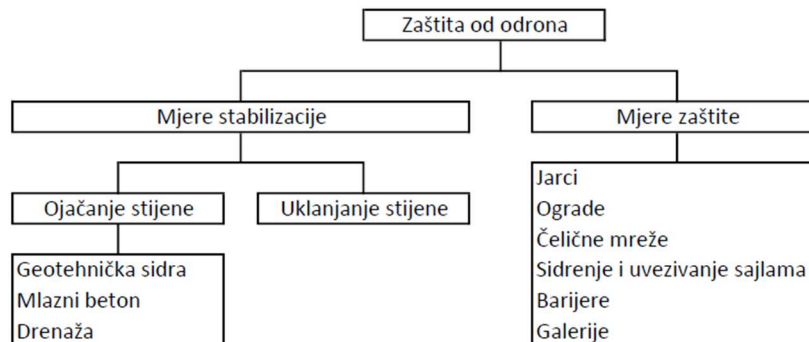 Zaštita od odrona
Mjere stabilizacije
Mjere zaštite
Ojačanje stijene
Uklanjanje stijene
Geotehnička sidra
Mlazni beton
Drenaža
Jarci
Ograde
Čelične mreže
Sidrenje i uvezivanje sajlama
Barijere
Galerije